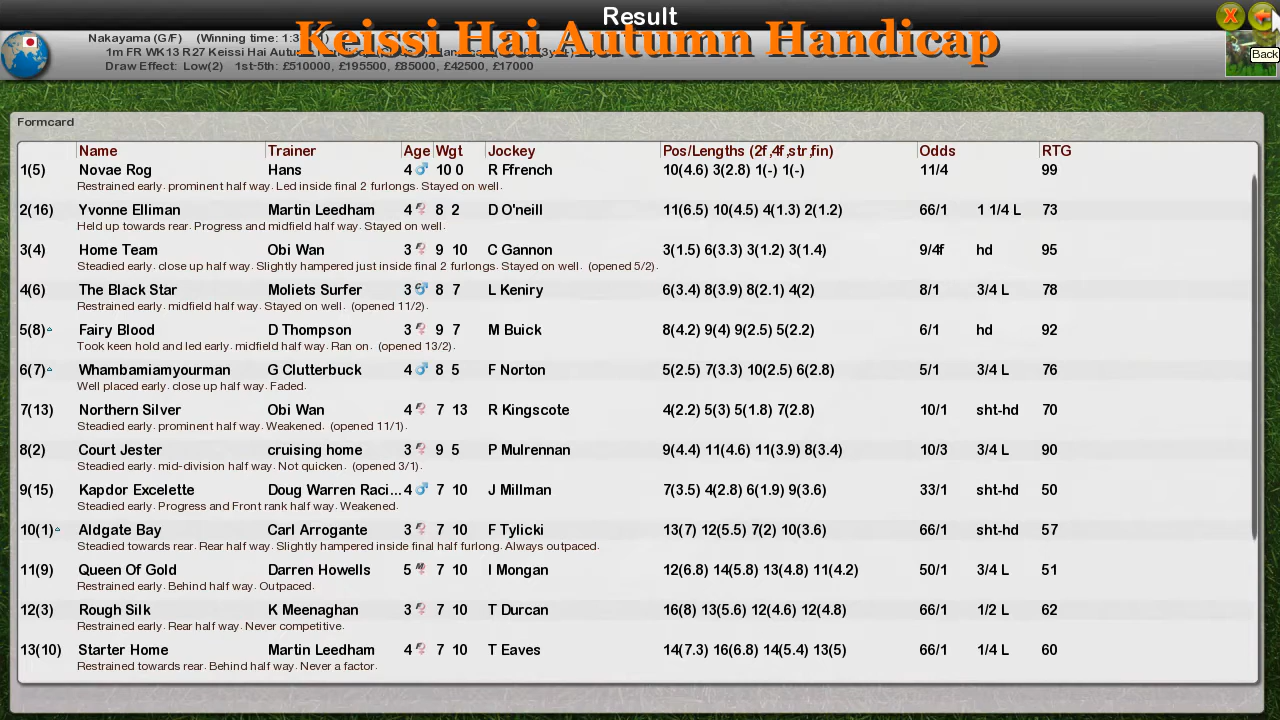 Result
Keissi Hai Autumn Handicap
Nakayama (G/F) (Winning time: 1:3
1m FR WK13 R27 Keissi Hai Autu
Draw Effect: Low(2) 1st-5th: £510000, £195500, £85000, £42500, £17000
Back
Formcard
Name Trainer Age Wgt Jockey Pos/Lengths (2f,4f,str,fin) Odds RTG
1(5) Novae Rog Hans 4 10 0 R Ffrench 10(4.6) 3(2.8) 1(-) 1(-) 11/4 99
Restrained early. prominent half way. Led inside final 2 furlongs. Stayed on well.
2(16) Yvonne Elliman Martin Leedham 4 8 2 D O'neill 11(6.5) 10(4.5) 4(1.3) 2(1.2) 66/1 1 1/4 L 73
Held up towards rear. Progress and midfield half way. Stayed on well.
3(4) Home Team Obi Wan 3 9 10 C Gannon 3(1.5) 6(3.3) 3(1.2) 3(1.4) 9/4f hd 95
Steadied early. close up half way. Slightly hampered just inside final 2 furlongs. Stayed on well. (opened 5/2).
4(6) The Black Star Moliets Surfer 3 8 7 L Keniry 6(3.4) 8(3.9) 8(2.1) 4(2) 8/1 3/4 L 78
Restrained early. midfield half way. Stayed on well. (opened 11/2).
5(8) Fairy Blood D Thompson 3 9 7 M Buick 8(4.2) 9(4) 9(2.5) 5(2.2) 6/1 hd 92
Took keen hold and led early. midfield half way. Ran on. (opened 13/2).
6(7) Whambamiamyourman G Clutterbuck 4 8 5 F Norton 5(2.5) 7(3.3) 10(2.5) 6(2.8) 5/1 3/4 L 76
Well placed early. close up half way. Faded.
7(13) Northern Silver Obi Wan 4 7 13 R Kingscote 4(2.2) 5(3) 5(1.8) 7(2.8) 10/1 sht-hd 70
Steadied early. prominent half way. Weakened. (opened 11/1).
8(2) Court Jester cruising home 3 9 5 P Mulrennan 9(4.4) 11(4.6) 11(3.9) 8(3.4) 10/3 3/4 L 90
Steadied early. mid-division half way. Not quicken. (opened 3/1).
9(15) Kapdor Excelette Doug Warren Raci... 4 7 10 J Millman 7(3.5) 4(2.8) 6(1.9) 9(3.6) 33/1 sht-hd 50
Steadied early. Progress and Front rank half way. Weakened.
10(1) Aldgate Bay Carl Arrogante 3 7 10 F Tylicki 13(7) 12(5.5) 7(2) 10(3.6) 66/1 sht-hd 57
Steadied towards rear. Rear half way. Slightly hampered inside final half furlong. Always outpaced.
11(9) Queen Of Gold Darren Howells 5 7 10 I Mongan 12(6.8) 14(5.8) 13(4.8) 11(4.2) 50/1 3/4 L 51
Restrained early. Behind half way. Outpaced.
12(3) Rough Silk K Meenaghan 3 7 10 T Durcan 16(8) 13(5.6) 12(4.6) 12(4.8) 66/1 1/2 L 62
Restrained early. Rear half way. Never competitive.
13(10) Starter Home Martin Leedham 4 7 10 T Eaves 14(7.3) 16(6.8) 14(5.4) 13(5) 66/1 1/4 L 60
Restrained towards rear. Behind half way. Never a factor.